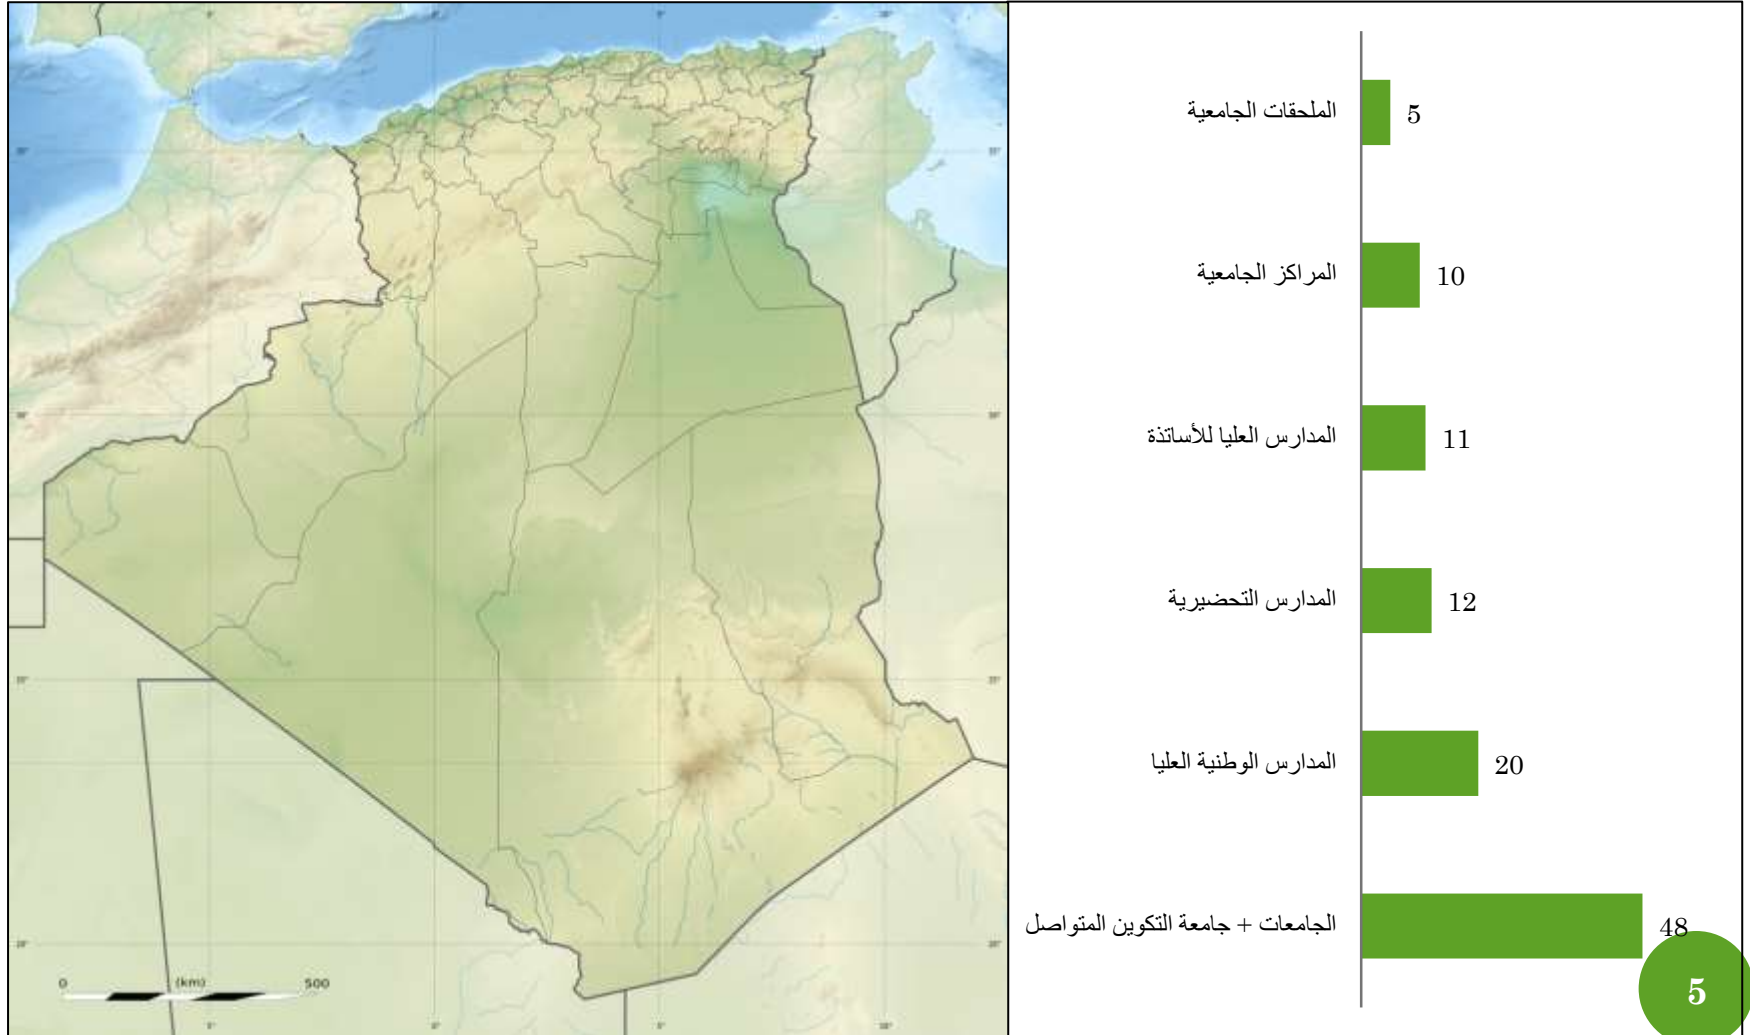 الملحقات الجامعية 5
المراكز الجامعية 10
المدارس العليا للأساتذة 11
المدارس التحضيرية 12
المدارس الوطنية العليا 20
الجامعات + جامعة التكوين المتواصل 48
0 (km) 500
5